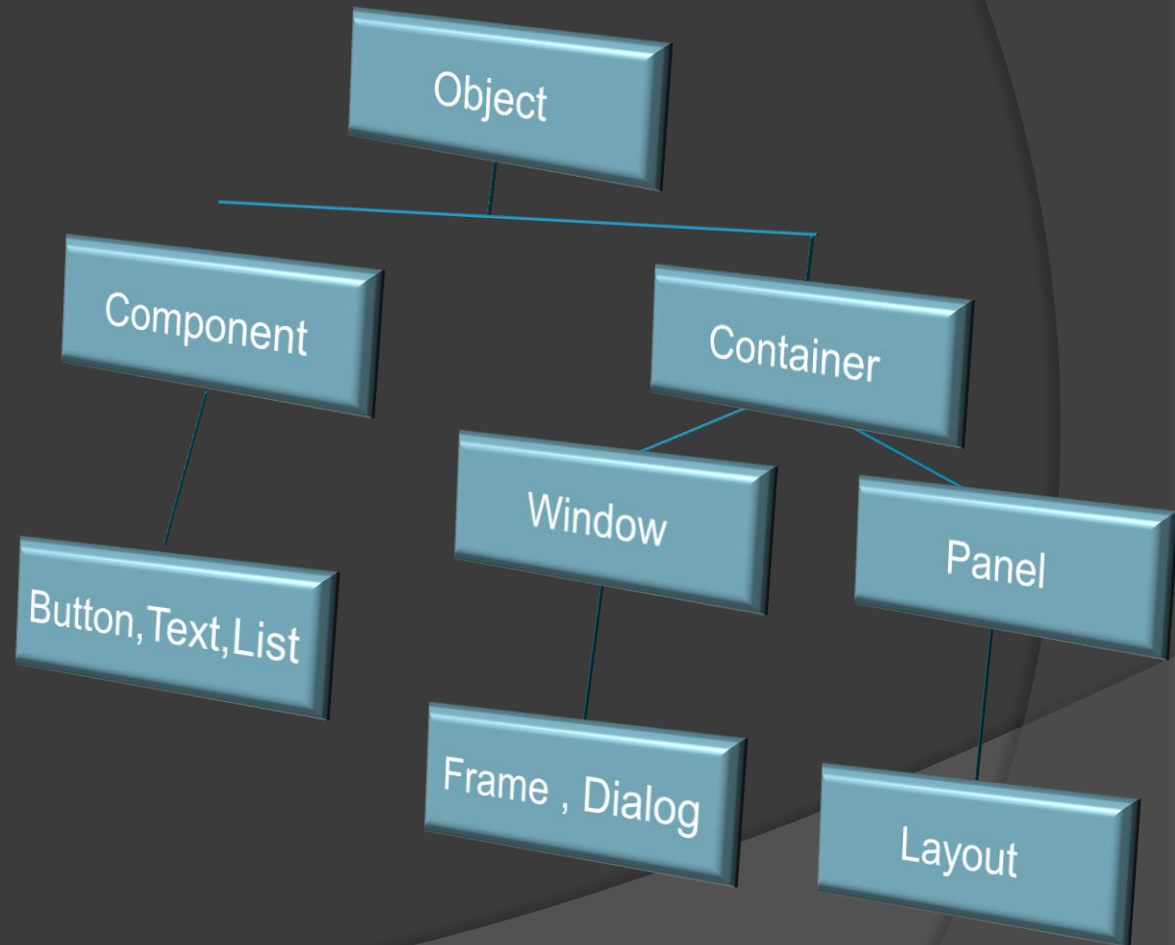 Object
Component
Container
Window
Panel
Button,Text,List
Frame , Dialog
Layout